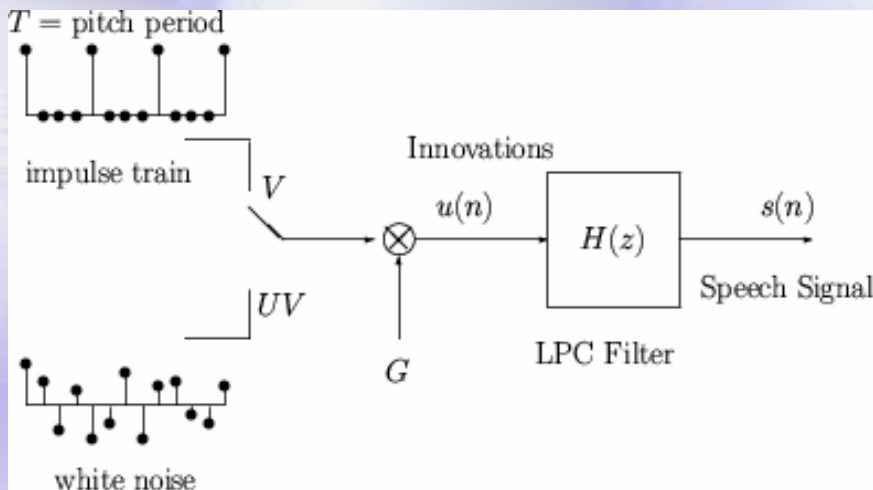 T = pitch period
impulse train
V
Innovations
u(n)
H(z)
s(n)
UV
Speech Signal
G
LPC Filter
white noise